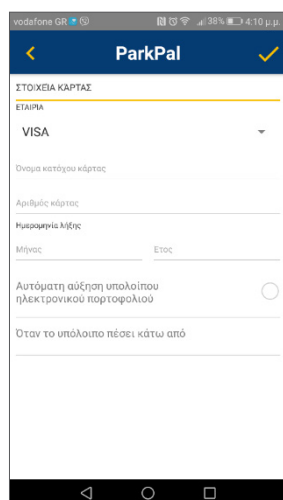 vodafone GR 38% 4:10 μ.μ.
ParkPal
ΣΤΟΙΧΕΙΑ ΚΑΡΤΑΣ
ΕΤΑΙΡΙΑ
VISA
Όνομα κατόχου κάρτας
Αριθμός κάρτας
Ημερομηνία λήξης
Μήνας Έτος
Αυτόματη αύξηση υπολοίπου
ηλεκτρονικού πορτοφολιού
Όταν το υπόλοιπο πέσει κάτω από